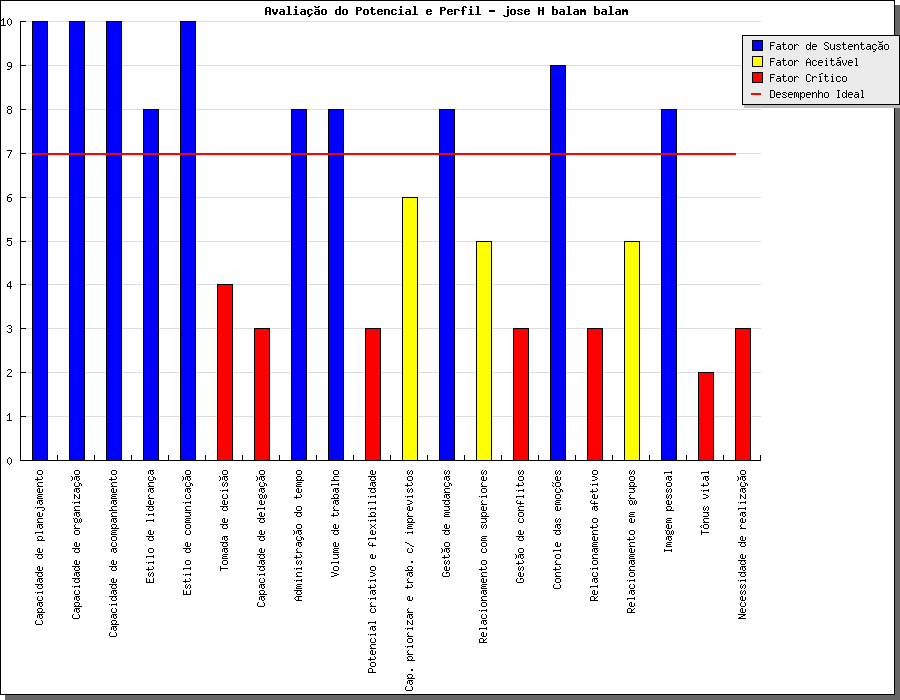 Avaliação do Potencial e Perfil - jose H balam balam
Fator de Sustentação
Fator Aceitável
Fator Crítico
Desempenho Ideal
10
9
8
7
6
5
4
3
2
1
0
Capacidade de planejamento
Capacidade de organização
Capacidade de acompanhamento
Estilo de liderança
Estilo de comunicação
Tomada de decisão
Capacidade de delegação
Administração do tempo
Volume de trabalho
Potencial criativo e flexibilidade
Cap. priorizar e trab. c/ imprevistos
Gestão de mudanças
Relacionamento com superiores
Gestão de conflitos
Controle das emoções
Relacionamento afetivo
Relacionamento em grupos
Imagem pessoal
Tônus vital
Necessidade de realização